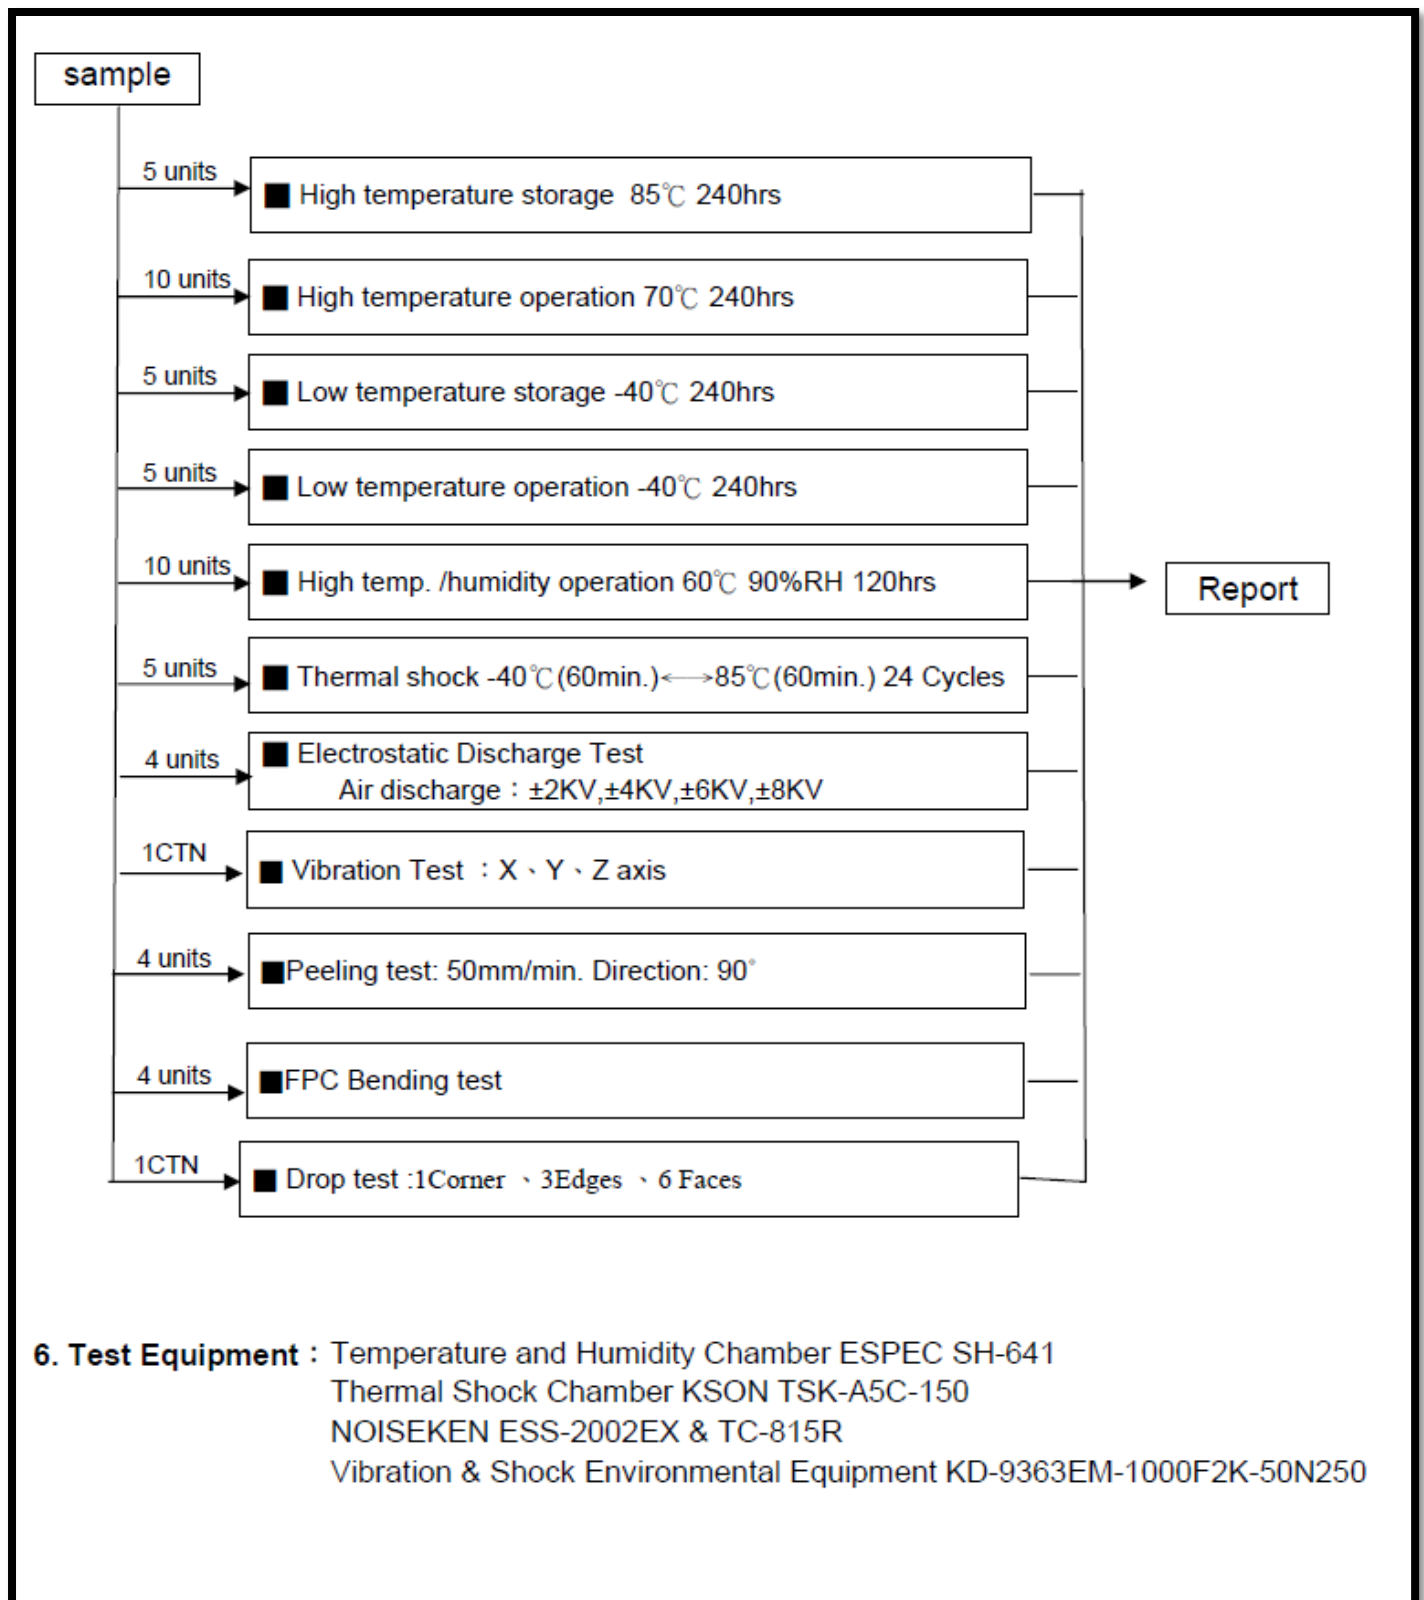 sample
5 units
■ High temperature storage  85℃ 240hrs
10 units
■ High temperature operation 70℃ 240hrs
5 units
■ Low temperature storage -40℃ 240hrs
5 units
■ Low temperature operation -40℃ 240hrs
10 units
■ High temp. /humidity operation 60℃ 90%RH 120hrs
Report
5 units
■ Thermal shock -40℃(60min.)←→85℃(60min.) 24 Cycles
4 units
■ Electrostatic Discharge Test
Air discharge：±2KV,±4KV,±6KV,±8KV
1CTN
■ Vibration Test ：X、Y、Z axis
4 units
■Peeling test: 50mm/min. Direction: 90°
4 units
■FPC Bending test
1CTN
■ Drop test :1Corner 、3Edges 、6 Faces
6. Test Equipment：Temperature and Humidity Chamber ESPEC SH-641
Thermal Shock Chamber KSON TSK-A5C-150
NOISEKEN ESS-2002EX & TC-815R
Vibration & Shock Environmental Equipment KD-9363EM-1000F2K-50N250